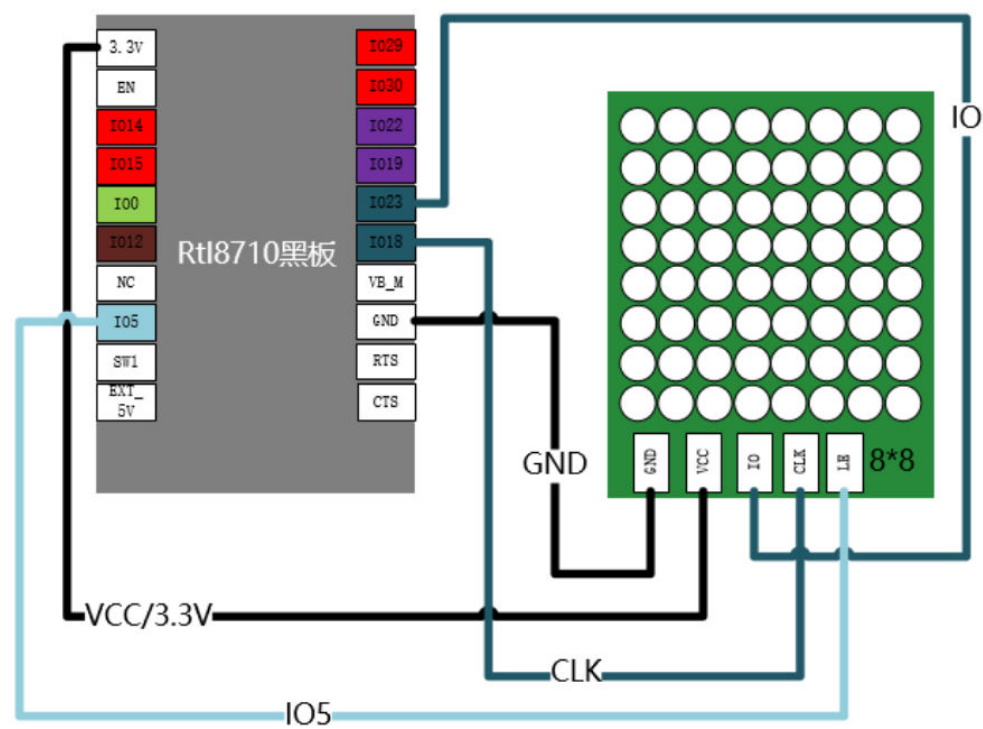 3.3v
EN
IO14
IO15
IO0
IO12
NC
IO5
SW1
EXT_
5v
Rtl8710黑板
IO29
IO30
IO22
IO19
IO23
IO18
VB_M
GND
RTS
CTS
IO
GND
VCC
IO
CLK
LE
8*8
GND
VCC/3.3V
CLK
IO5